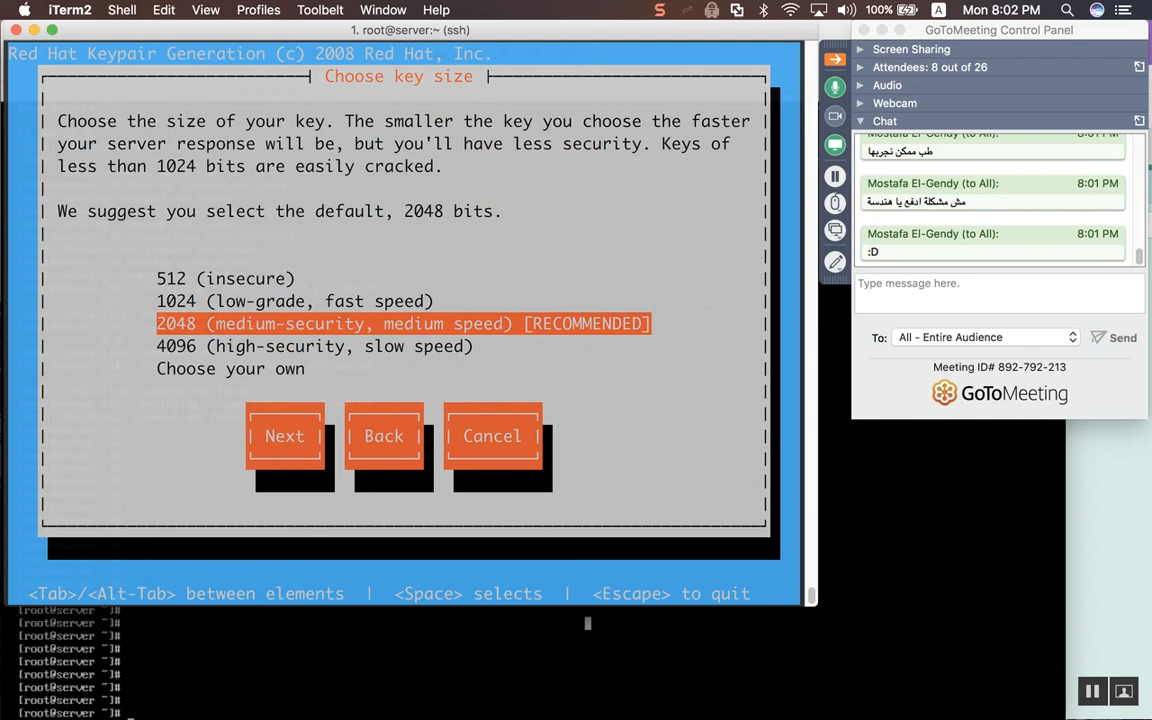 iTerm2 Shell Edit View Profiles Toolbelt Window Help
100% A Mon 8:02 PM
1. root@server:~ (ssh)
Red Hat Keypair Generation (c) 2008 Red Hat, Inc.
Choose key size
Choose the size of your key. The smaller the key you choose the faster
your server response will be, but you'll have less security. Keys of
less than 1024 bits are easily cracked.
We suggest you select the default, 2048 bits.
512 (insecure)
1024 (low-grade, fast speed)
2048 (medium-security, medium speed) [RECOMMENDED]
4096 (high-security, slow speed)
Choose your own
Next Back Cancel
<Tab>/<Alt-Tab> between elements | <Space> selects | <Escape> to quit
[root@server ~]#
[root@server ~]#
[root@server ~]#
[root@server ~]#
[root@server ~]#
[root@server ~]#
[root@server ~]#
[root@server ~]#
[root@server ~]#
GoToMeeting Control Panel
Screen Sharing
Attendees: 8 out of 26
Audio
Webcam
Chat
Mostafa El-Gendy (to All): 8:01 PM
طب ممكن نجربها
Mostafa El-Gendy (to All): 8:01 PM
مش مشكلة ادفع يا هندسة
Mostafa El-Gendy (to All): 8:01 PM
:D
Type message here.
To: All - Entire Audience Send
Meeting ID# 892-792-213
GoToMeeting